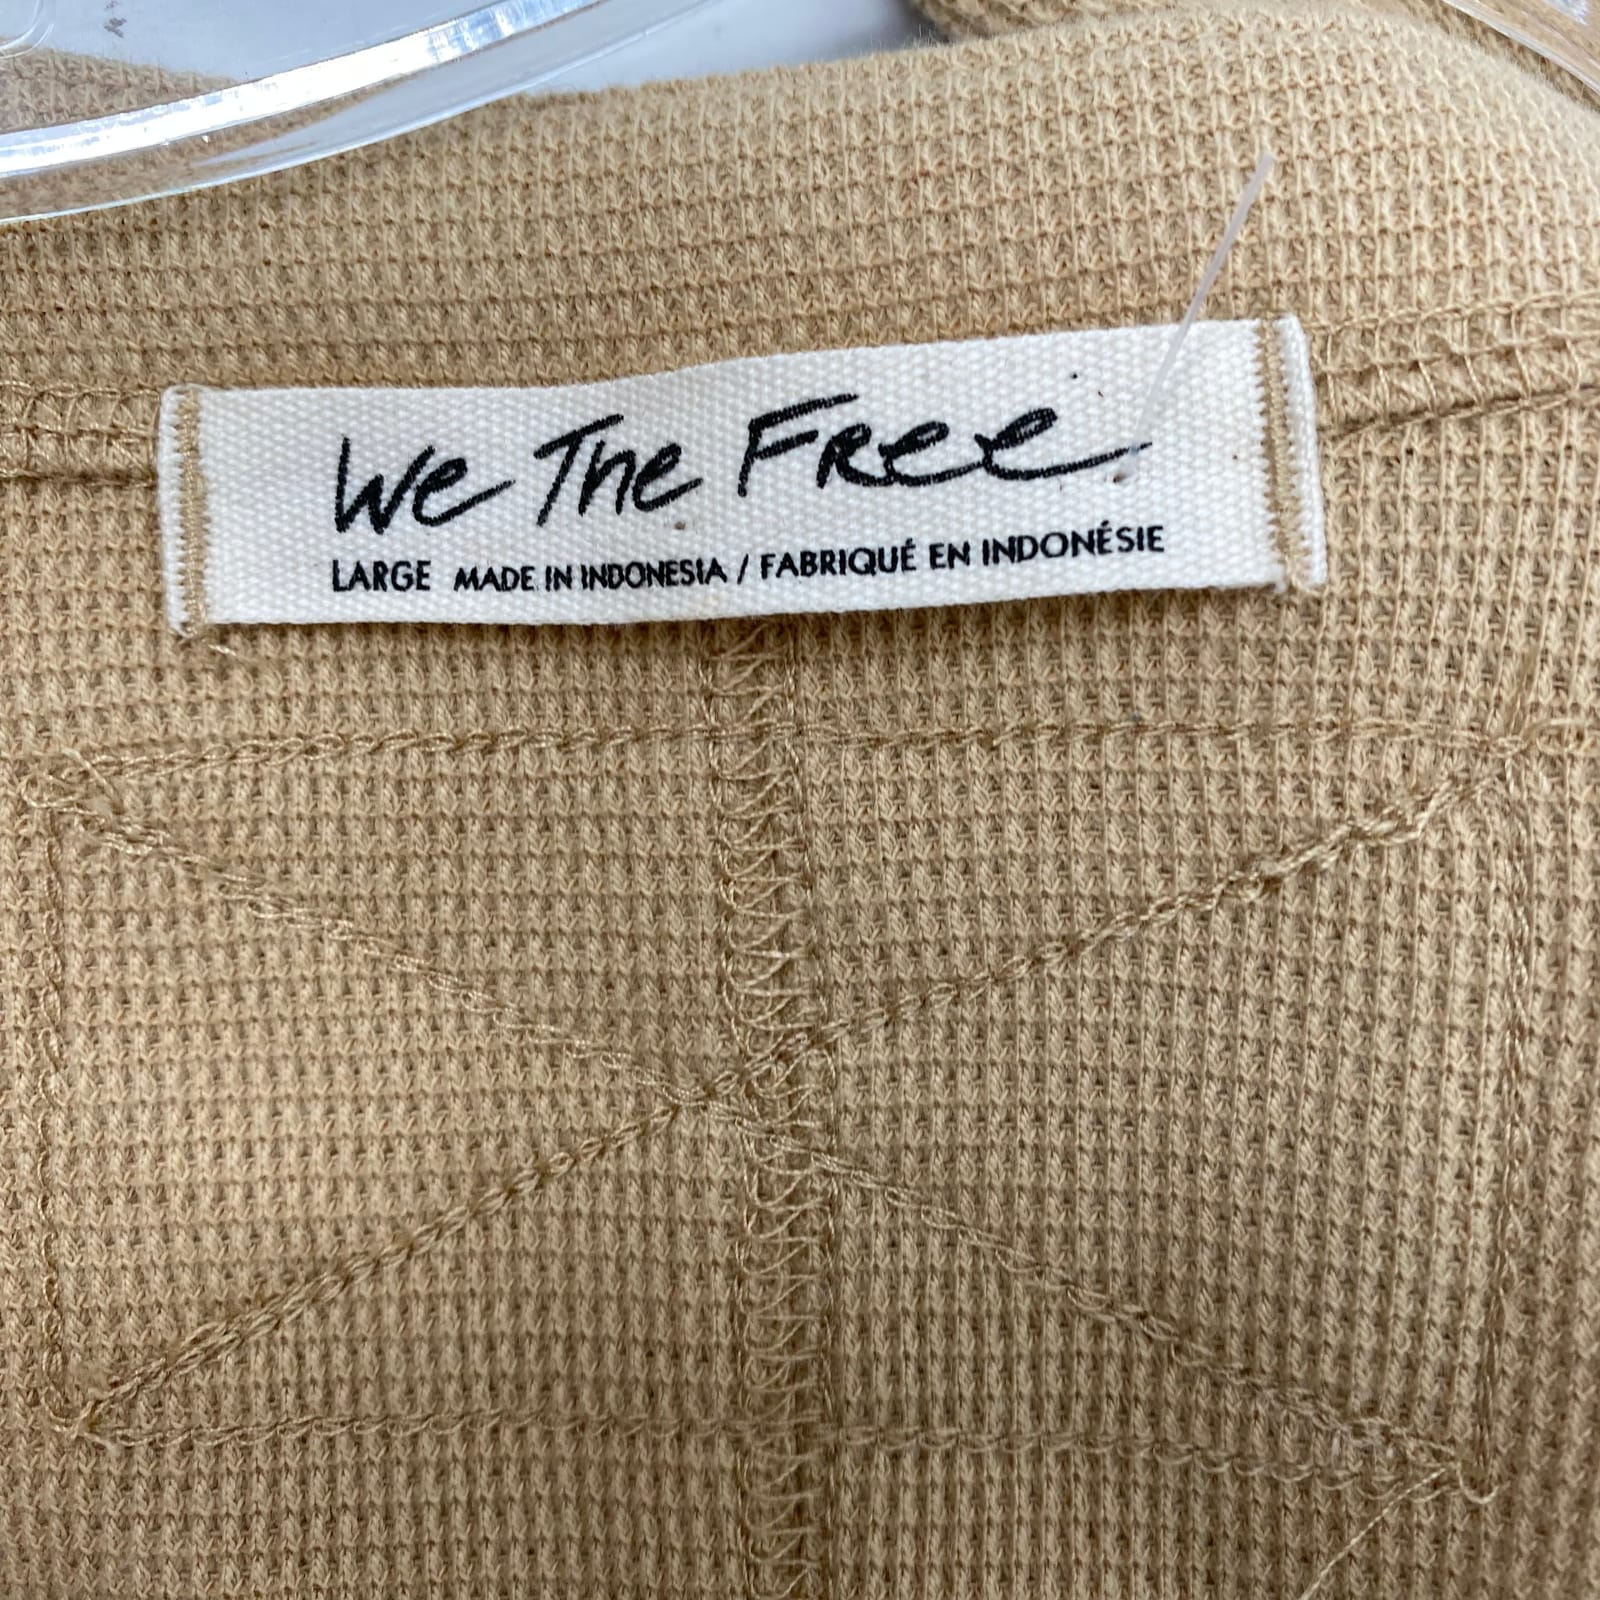 We The Free
LARGE MADE IN INDONESIA / FABRIQUÉ EN INDONÉSIE